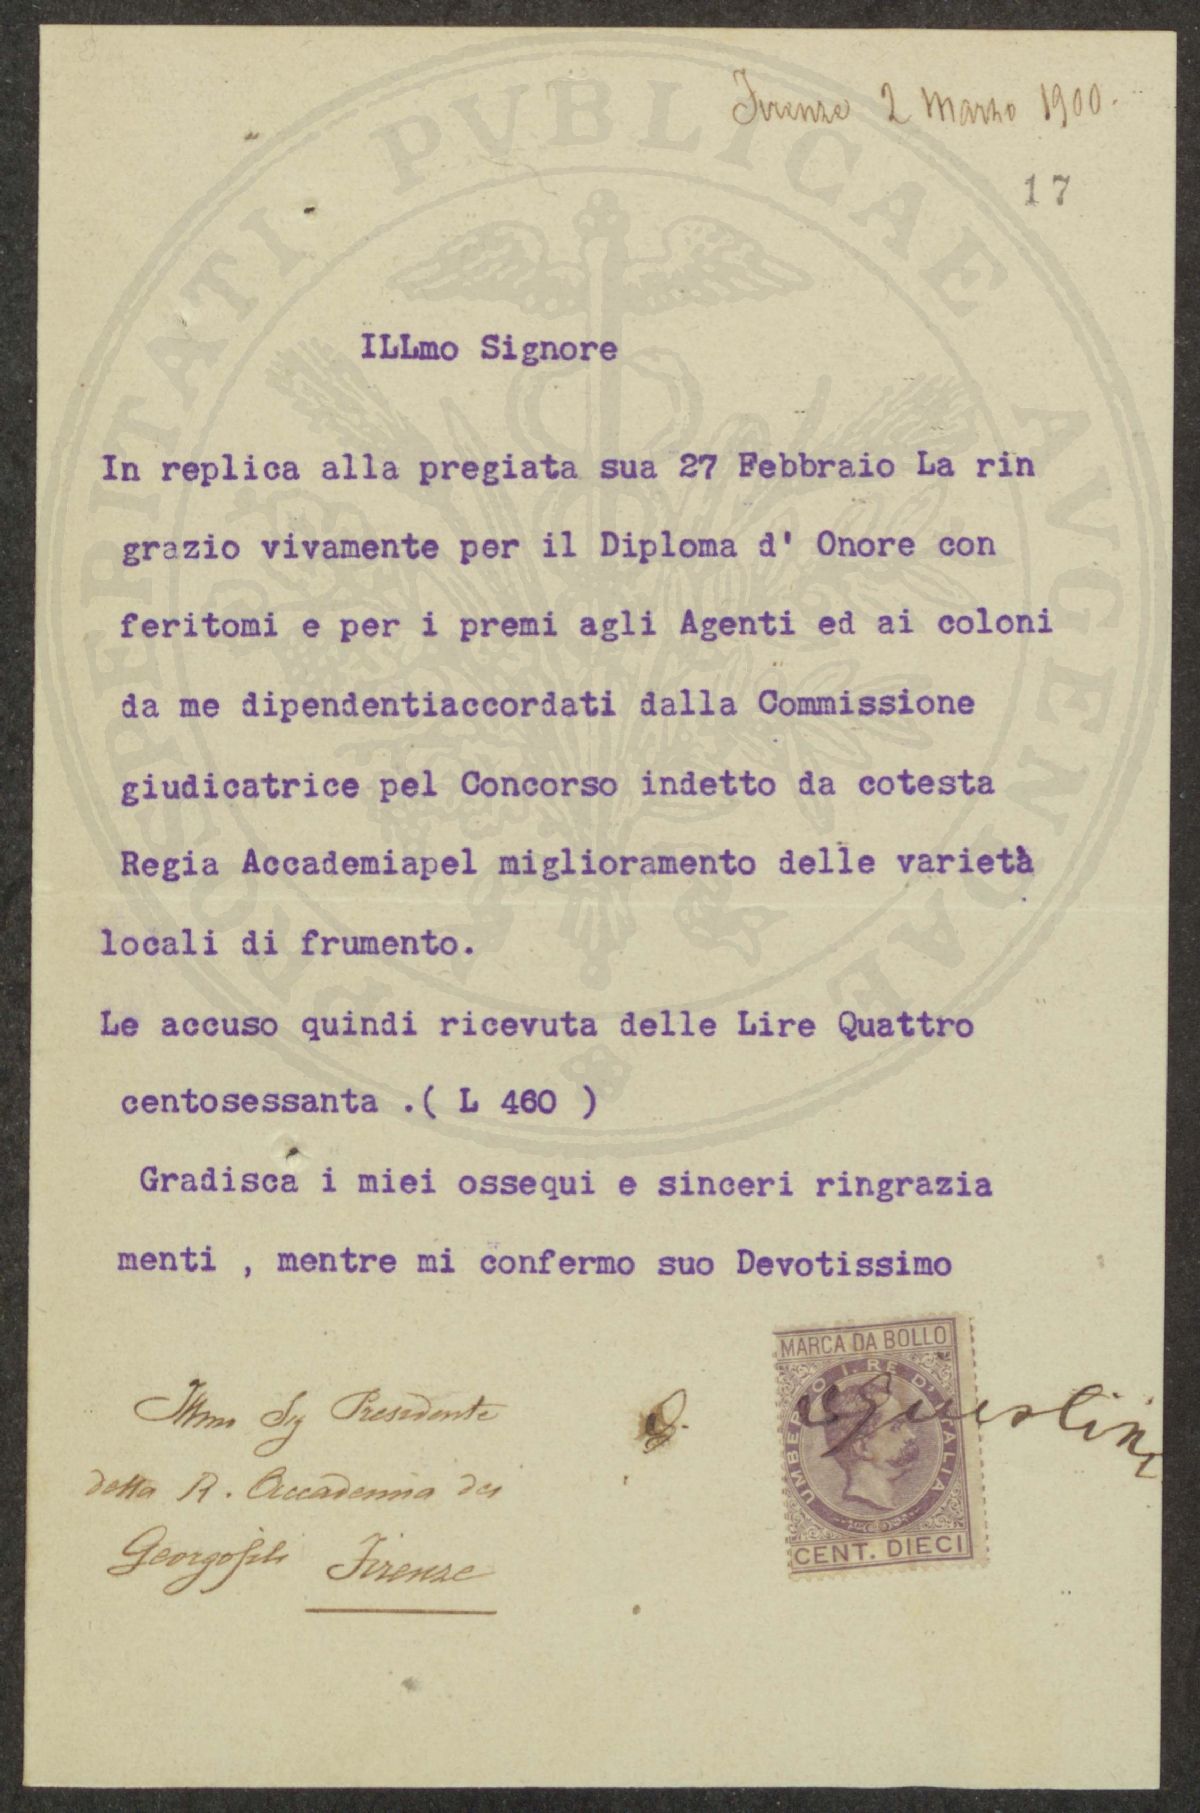 Firenze 2 Marzo 1900.
17
ILLmo Signore
In replica alla pregiata sua 27 Febbraio La rin
grazio vivamente per il Diploma d' Onore con
feritomi e per i premi agli Agenti ed ai coloni
da me dipendentiaccordati dalla Commissione
giudicatrice pel Concorso indetto da cotesta
Regia Accademiapel miglioramento delle varietà
locali di frumento.
Le accuso quindi ricevuta delle Lire Quattro
centosessanta .( L 460 )
Gradisca i miei ossequi e sinceri ringrazia
menti , mentre mi confermo suo Devotissimo
MARCA DA BOLLO
UMBERTO I. RE D'ITALIA
CENT. DIECI
Illmo Sig Presidente
della R. Accademia dei
Georgofili Firenze
PROSPERITATI PVBLICAE AVGENDAE